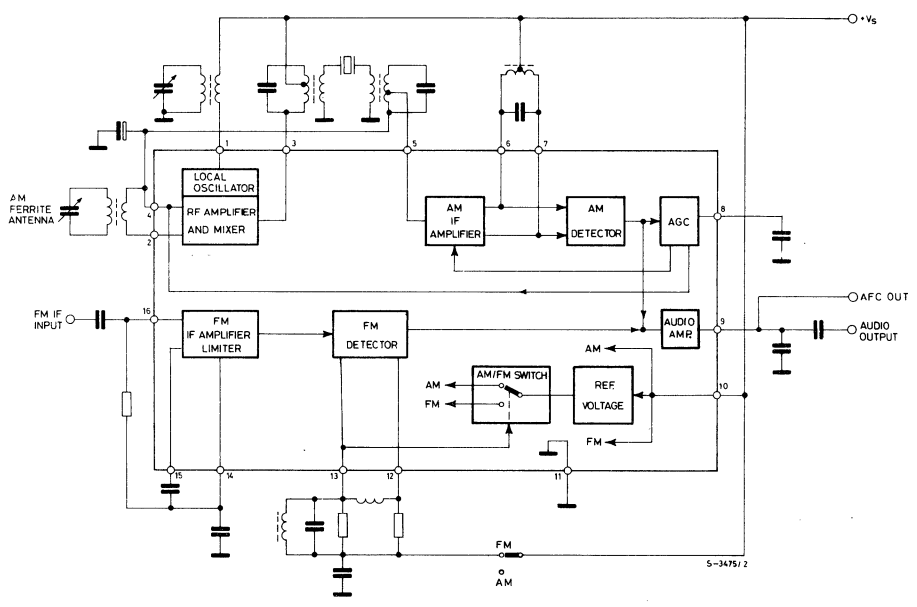 +Vs
1
3
5
6
7
AM
FERRITE
ANTENNA
4
2
LOCAL
OSCILLATOR
RF AMPLIFIER
AND MIXER
AM
IF
AMPLIFIER
AM
DETECTOR
AGC
8
AFC OUT
FM IF
INPUT
16
FM
IF AMPLIFIER
LIMITER
FM
DETECTOR
AUDIO
AMP.
9
AUDIO
OUTPUT
AM/FM SWITCH
AM
FM
REF.
VOLTAGE
AM
FM
10
15
14
13
12
11
FM
AM
S-3475/2